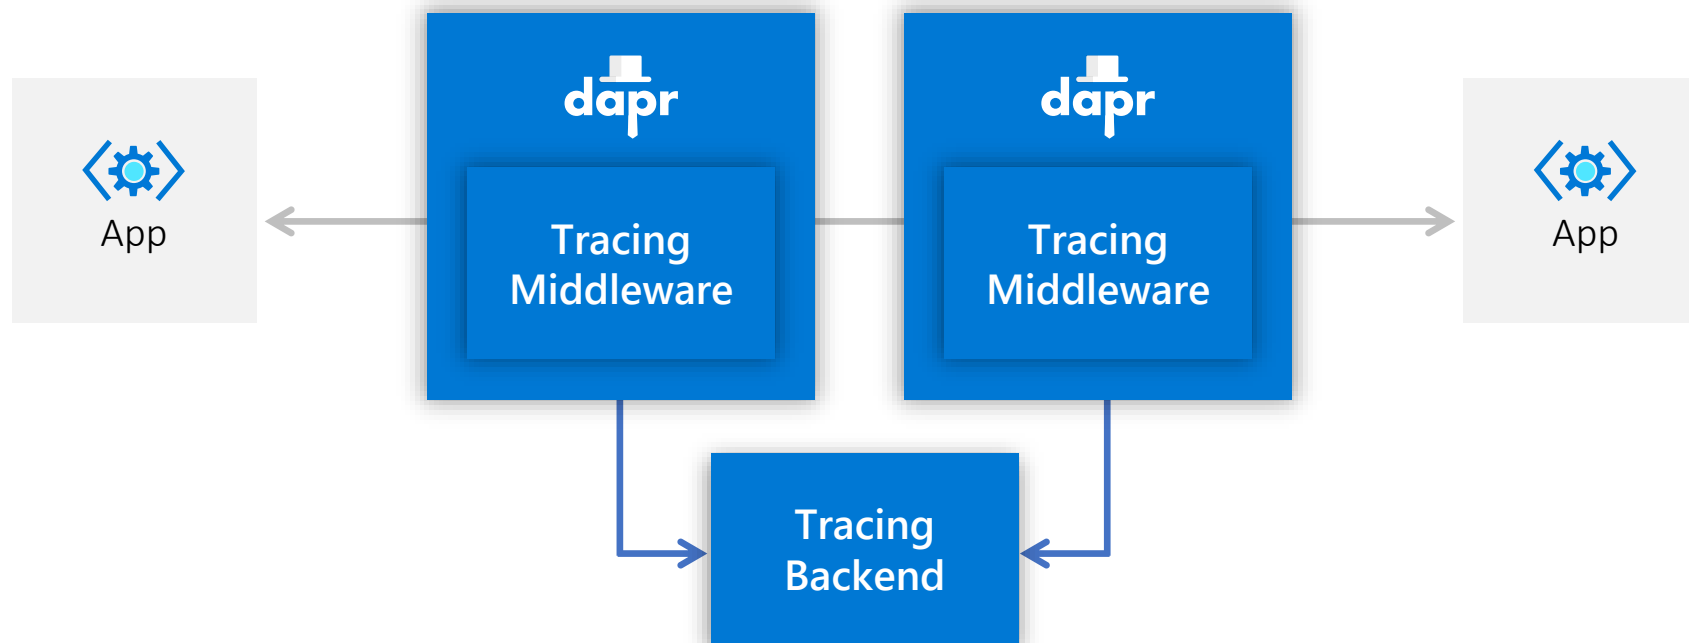 dapr
dapr
App
Tracing
Middleware
Tracing
Middleware
App
Tracing
Backend